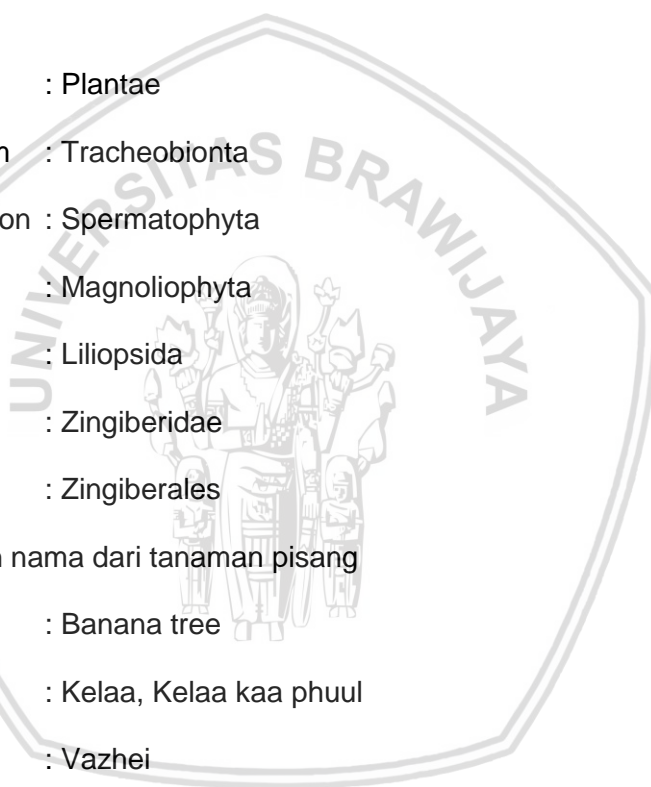 : Plantae
: Tracheobionta
: Spermatophyta
: Magnoliophyta
: Liliopsida
: Zingiberidae
: Zingiberales
nama dari tanaman pisang
: Banana tree
: Kelaa, Kelaa kaa phuul
: Vazhei
UNIVERSITAS BRAWIJAYA